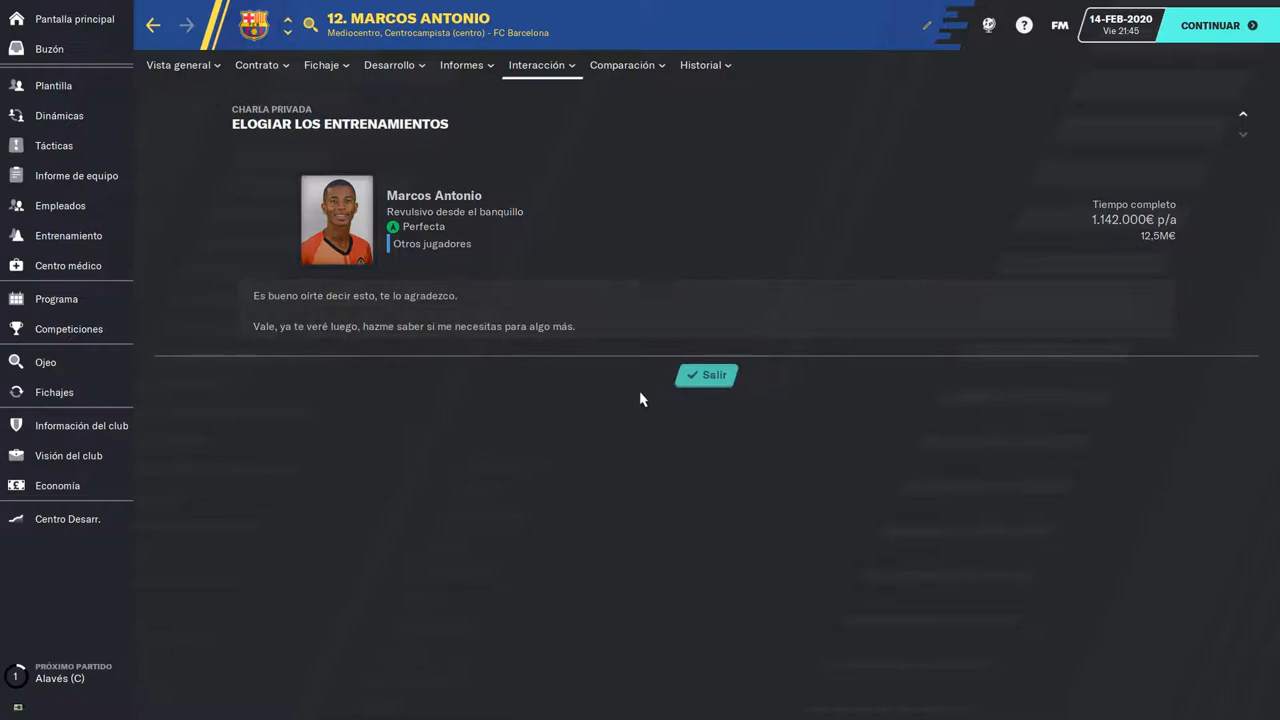 Pantalla principal
Buzón
Plantilla
Dinámicas
Tácticas
Informe de equipo
Empleados
Entrenamiento
Centro médico
Programa
Competiciones
Ojeo
Fichajes
Información del club
Visión del club
Economía
Centro Desarr.
1
PRÓXIMO PARTIDO
Alavés (C)
12. MARCOS ANTONIO
Mediocentro, Centrocampista (centro) - FC Barcelona
FM
14-FEB-2020
Vie 21:45
CONTINUAR
Vista general
Contrato
Fichaje
Desarrollo
Informes
Interacción
Comparación
Historial
CHARLA PRIVADA
ELOGIAR LOS ENTRENAMIENTOS
Marcos Antonio
Revulsivo desde el banquillo
Perfecta
Otros jugadores
Tiempo completo
1.142.000€ p/a
12,5M€
Es bueno oírte decir esto, te lo agradezco.
Vale, ya te veré luego, hazme saber si me necesitas para algo más.
Salir